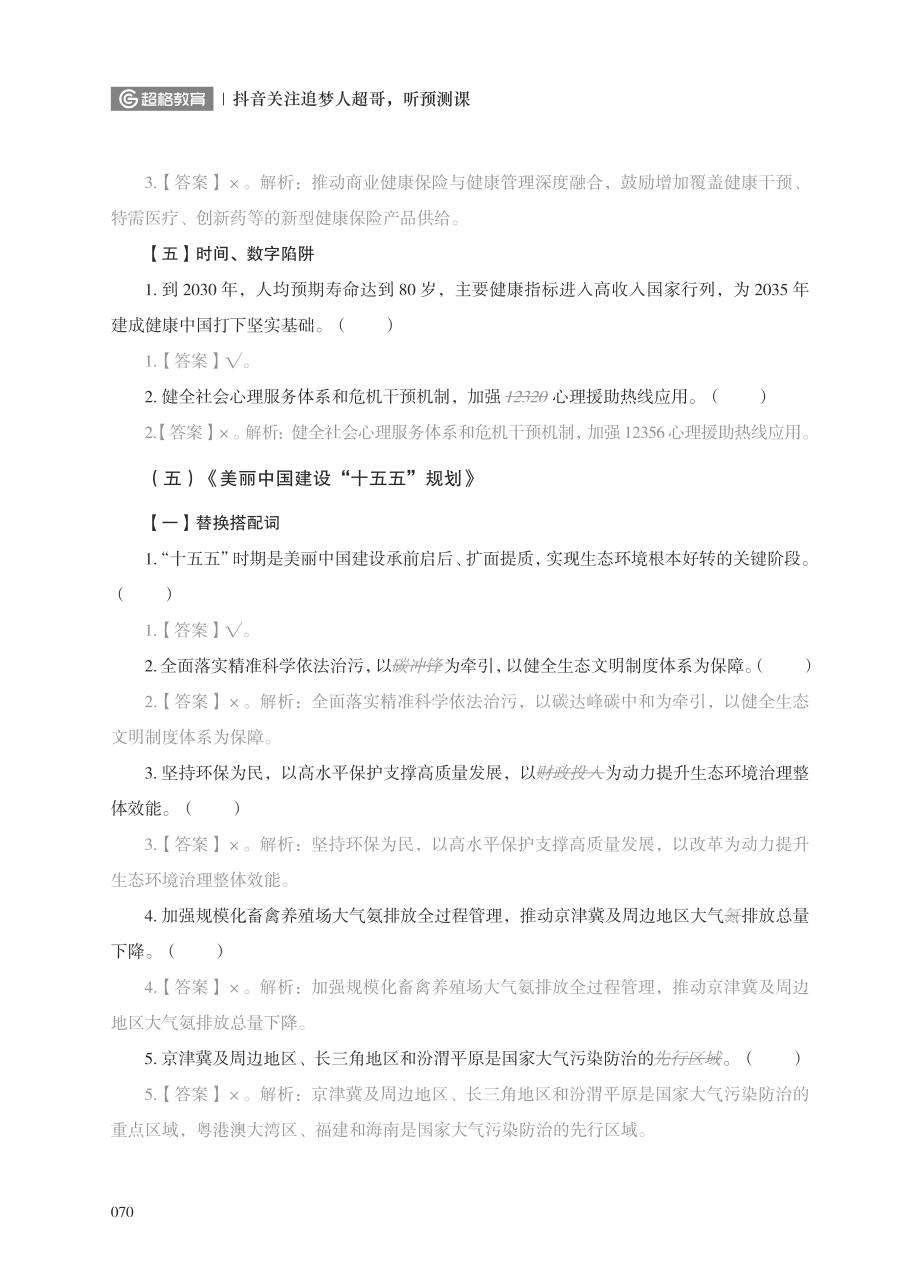 超格教育 | 抖音关注追梦人超哥，听预测课
3.【答案】×。解析：推动商业健康保险与健康管理深度融合，鼓励增加覆盖健康干预、
特需医疗、创新药等的新型健康保险产品供给。
【五】时间、数字陷阱
1. 到 2030 年，人均预期寿命达到 80 岁，主要健康指标进入高收入国家行列，为 2035 年
建成健康中国打下坚实基础。（　　）
1.【答案】√。
2. 健全社会心理服务体系和危机干预机制，加强 12320 心理援助热线应用。（　　）
2.【答案】×。解析：健全社会心理服务体系和危机干预机制，加强 12356 心理援助热线应用。
（五）《美丽中国建设“十五五”规划》
【一】替换搭配词
1.“十五五”时期是美丽中国建设承前启后、扩面提质，实现生态环境根本好转的关键阶段。
（　　）
1.【答案】√。
2. 全面落实精准科学依法治污，以碳冲锋为牵引，以健全生态文明制度体系为保障。（　　）
2.【答案】×。解析：全面落实精准科学依法治污，以碳达峰碳中和为牵引，以健全生态
文明制度体系为保障。
3. 坚持环保为民，以高水平保护支撑高质量发展，以财政投入为动力提升生态环境治理整
体效能。（　　）
3.【答案】×。解析：坚持环保为民，以高水平保护支撑高质量发展，以改革为动力提升
生态环境治理整体效能。
4. 加强规模化畜禽养殖场大气氨排放全过程管理，推动京津冀及周边地区大气氮排放总量
下降。（　　）
4.【答案】×。解析：加强规模化畜禽养殖场大气氨排放全过程管理，推动京津冀及周边
地区大气氨排放总量下降。
5. 京津冀及周边地区、长三角地区和汾渭平原是国家大气污染防治的先行区域。（　　）
5.【答案】×。解析：京津冀及周边地区、长三角地区和汾渭平原是国家大气污染防治的
重点区域，粤港澳大湾区、福建和海南是国家大气污染防治的先行区域。
070